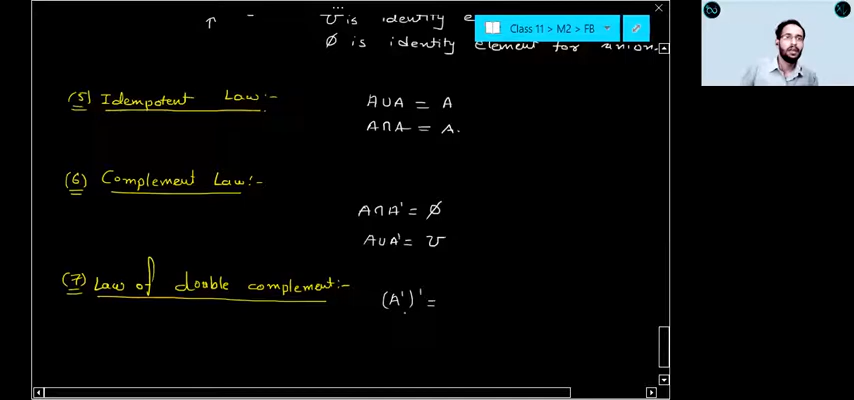 U is identity e
Class 11 > M2 > FB
φ is identity element for union.
(5) Idempotent Law:-
A∪A = A
A∩A = A.
(6) Complement Law:-
A∩A' = φ
A∪A' = U
(7) Law of double complement:-
(A')' =